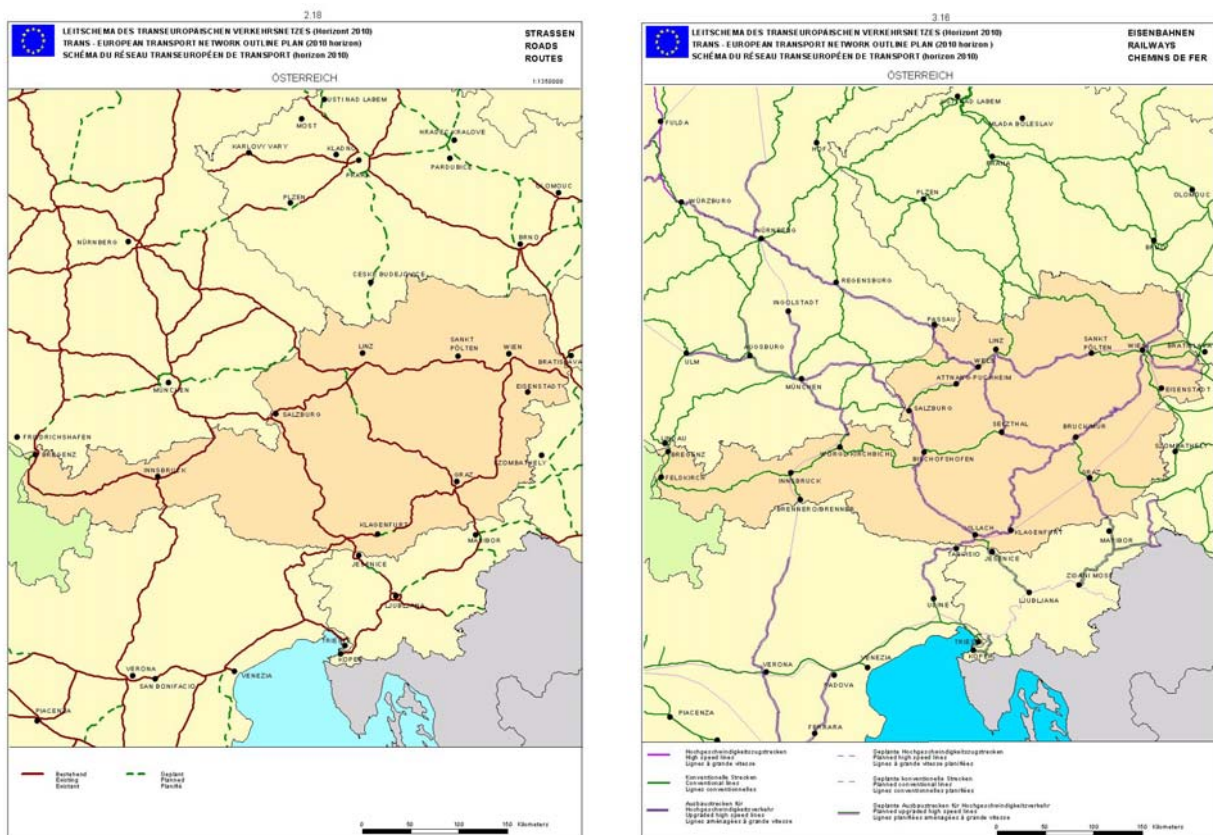 2.18
LEITSCHEMA DES TRANSEUROPÄISCHEN VERKEHRSNETZES (Horizont 2010)
TRANS - EUROPEAN TRANSPORT NETWORK OUTLINE PLAN (2010 horizon)
SCHÉMA DU RÉSEAU TRANSEUROPÉEN DE TRANSPORT (horizon 2010)
STRASSEN
ROADS
ROUTES
ÖSTERREICH
USTI NAD LABEM
MOST
HRADEC KRALOVE
KARLOVY VARY
KLADNO
PARDUBICE
OLOMOUC
PLZEN
NÜRNBERG
BRNO
CESKE BUDEJOVICE
LINZ
SANKT
PÖLTEN
WIEN
BRATISLAVA
MÜNCHEN
EISENSTADT
SALZBURG
FRIEDRICHSHAFEN
BREGENZ
SZOMBATHELY
INNSBRUCK
GRAZ
KLAGENFURT
MARIBOR
JESENICE
LJUBLJANA
KOPER
VERONA
SAN BONIFACIO
VENEZIA
PIACENZA
Bestehend
Existing
Existant
Geplant
Planned
Planifié
0 50 100 150 Kilometers
3.18
LEITSCHEMA DES TRANSEUROPÄISCHEN VERKEHRSNETZES (Horizont 2010)
TRANS - EUROPEAN TRANSPORT NETWORK OUTLINE PLAN (2010 horizon )
SCHÉMA DU RÉSEAU TRANSEUROPÉEN DE TRANSPORT (horizon 2010)
EISENBAHNEN
RAILWAYS
CHEMINS DE FER
ÖSTERREICH
NAD LABEM
FULDA
MLADA BOLESLAV
HOF
PRAHA
PLZEN
OLOMOUC
WÜRZBURG
NÜRNBERG
REGENSBURG
INGOLSTADT
PASSAU
LINZ
SANKT
PÖLTEN
ULM
AUGSBURG
WELS
MÜNCHEN
ATTNANG-PUCHHEIM
EISENSTADT
SALZBURG
SELZTHAL
BRUCK/MUR
LINDAU
BREGENZ
WÖRGL/KIRCHBICHL
BISCHOFSHOFEN
SZOMBATHELY
FELDKIRCH
INNSBRUCK
GRAZ
BRENNERO/BRENNER
VILLACH
KLAGENFURT
MARIBOR
TARVISIO
JESENICE
ZIDANI MOST
LJUBLJANA
UDINE
KOPER
VENEZIA
VERONA
PADOVA
PIACENZA
FERRARA
Hochgeschwindigkeitszugstrecken
High speed lines
Lignes à grande vitesse
Konventionelle Strecken
Conventional lines
Lignes conventionnelles
Ausbaustrecken für
Hochgeschwindigkeitsverkehr
Upgraded high speed lines
Lignes aménagées à grande vitesse
Geplante Hochgeschwindigkeitszugstrecken
Planned high speed lines
Lignes à grande vitesse planifiées
Geplante konventionelle Strecken
Planned conventional lines
Lignes conventionnelles planifiées
Geplante Ausbaustrecken für Hochgeschwindigkeitsverkehr
Planned upgraded high speed lines
Lignes planifiées aménagées à grande vitesse
0 50 100 150 Kilometers